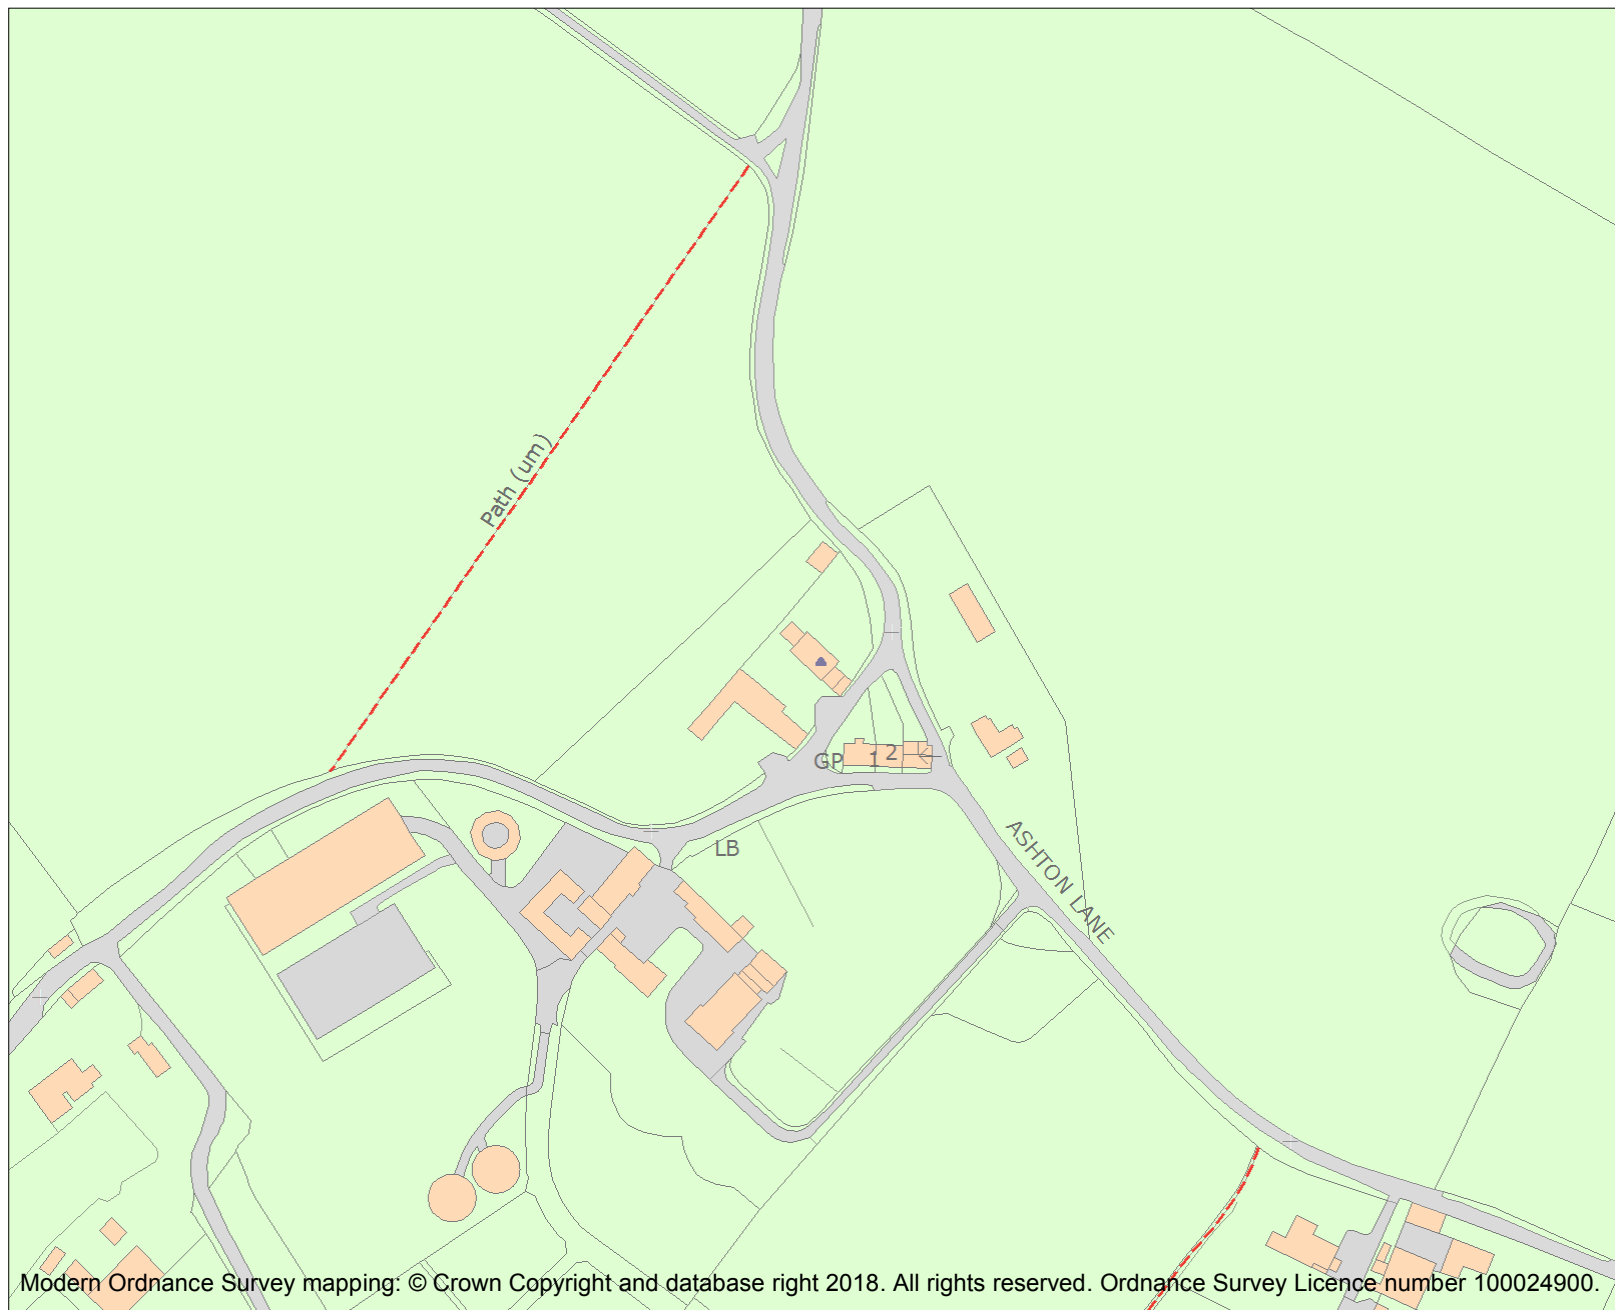 Path (um)
GP
1
2
LB
ASHTON LANE
Modern Ordnance Survey mapping: © Crown Copyright and database right 2018. All rights reserved. Ordnance Survey Licence number 100024900.